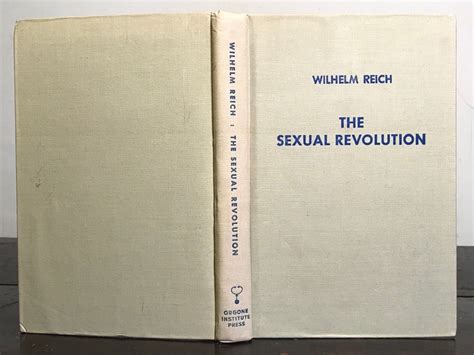 WILHELM REICH : THE SEXUAL REVOLUTION
ORGONE
INSTITUTE
PRESS
WILHELM REICH
THE
SEXUAL REVOLUTION